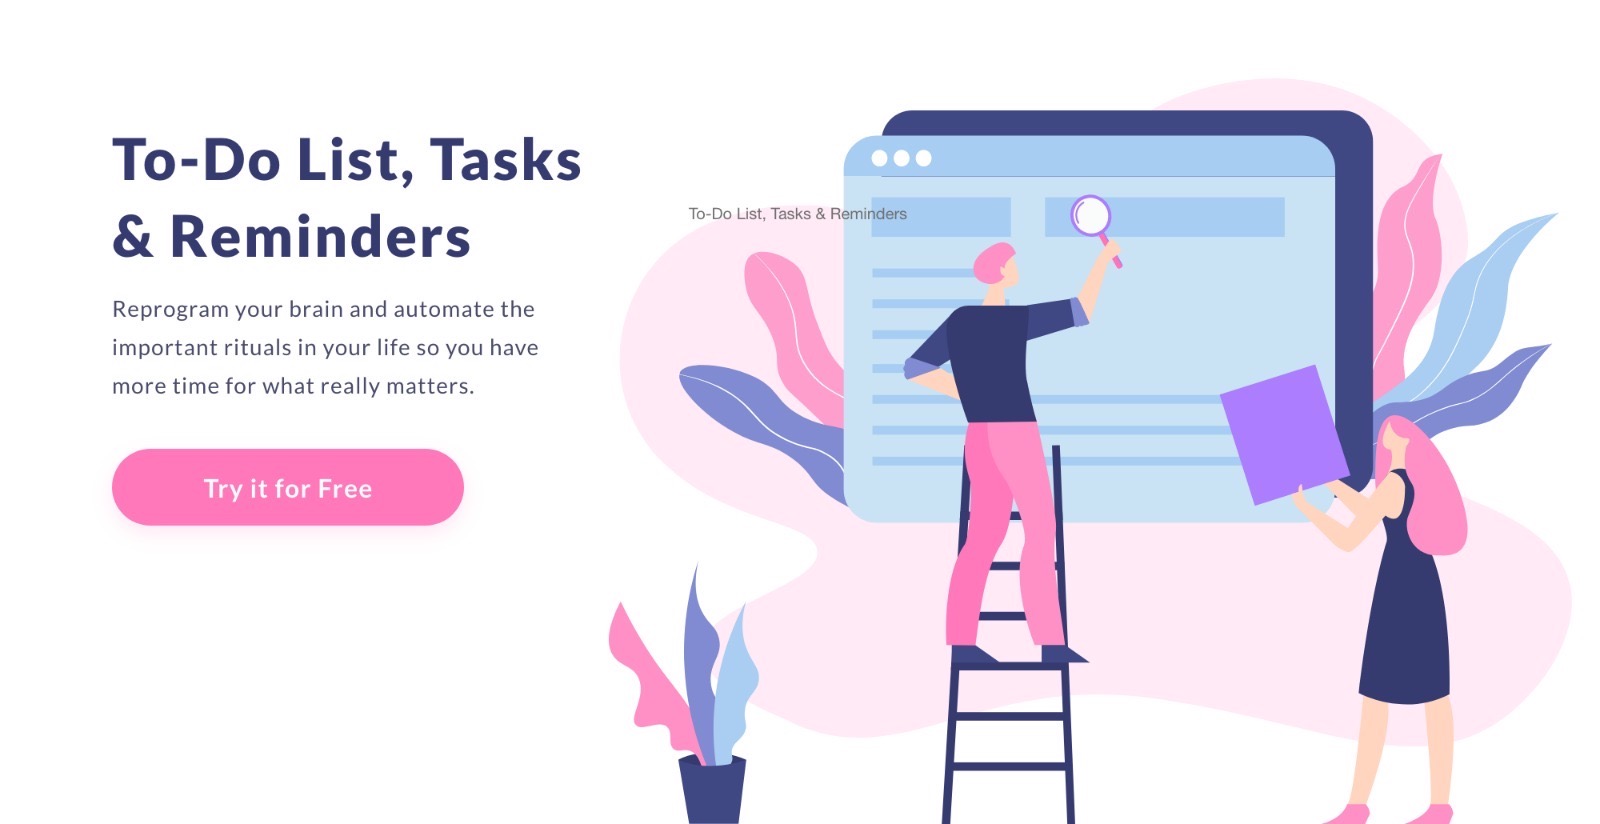 To-Do List, Tasks
& Reminders
To-Do List, Tasks & Reminders
Reprogram your brain and automate the
important rituals in your life so you have
more time for what really matters.
Try it for Free